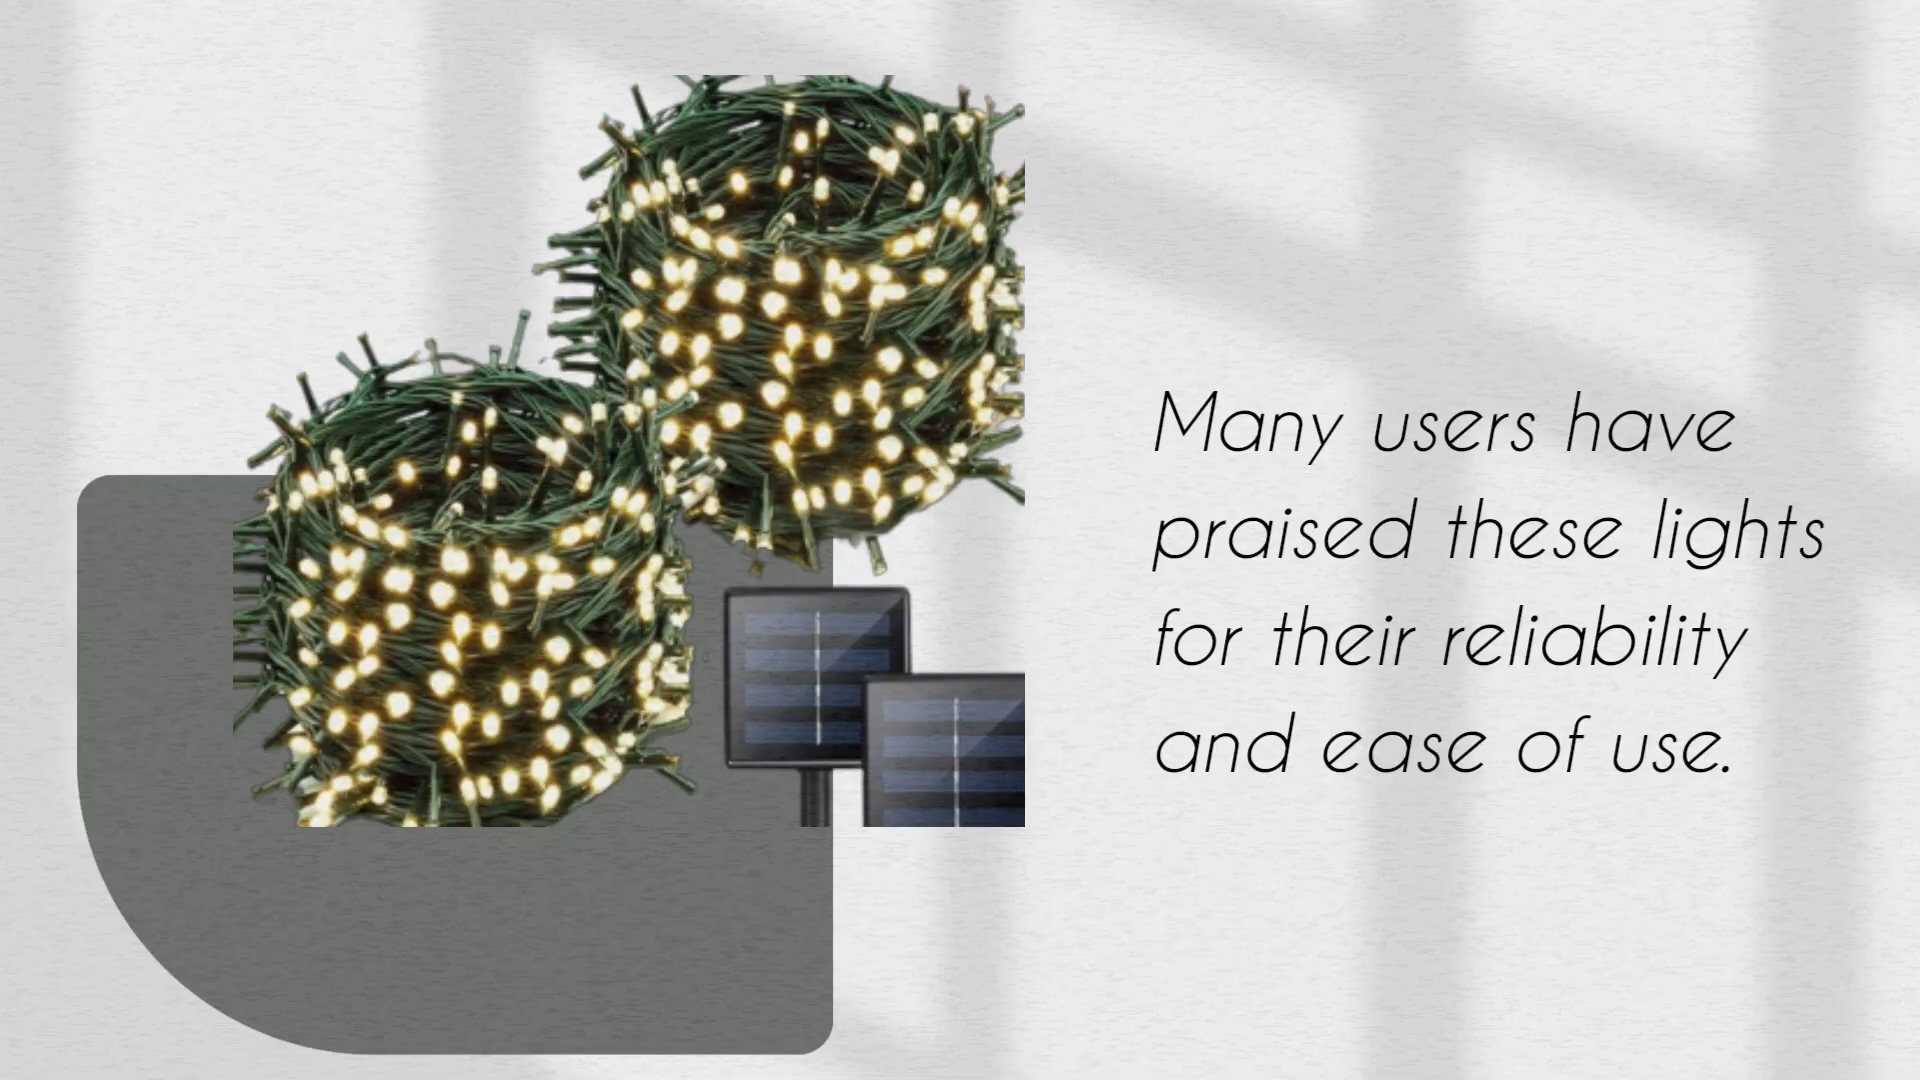 Many users have
praised these lights
for their reliability
and ease of use.